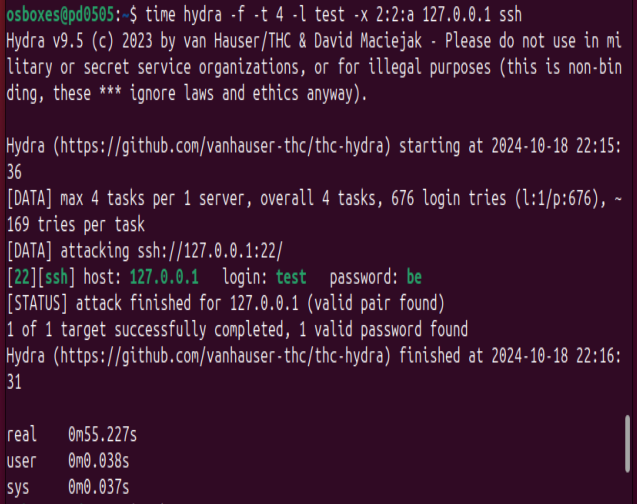 osboxes@pd0505:~$ time hydra -f -t 4 -l test -x 2:2:a 127.0.0.1 ssh
Hydra v9.5 (c) 2023 by van Hauser/THC & David Maciejak - Please do not use in mi
litary or secret service organizations, or for illegal purposes (this is non-bin
ding, these *** ignore laws and ethics anyway).
Hydra (https://github.com/vanhauser-thc/thc-hydra) starting at 2024-10-18 22:15:
36
[DATA] max 4 tasks per 1 server, overall 4 tasks, 676 login tries (l:1/p:676), ~
169 tries per task
[DATA] attacking ssh://127.0.0.1:22/
[22][ssh] host: 127.0.0.1   login: test   password: be
[STATUS] attack finished for 127.0.0.1 (valid pair found)
1 of 1 target successfully completed, 1 valid password found
Hydra (https://github.com/vanhauser-thc/thc-hydra) finished at 2024-10-18 22:16:
31
real    0m55.227s
user    0m0.038s
sys     0m0.037s